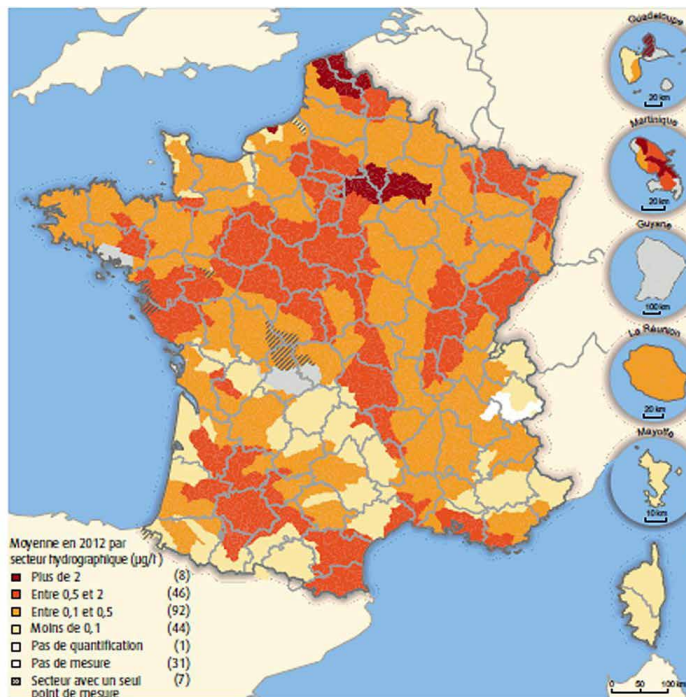 Guadeloupe
20 km
Martinique
20 km
Guyane
100 km
La Réunion
20 km
Mayotte
10 km
Moyenne en 2012 par
secteur hydrographique (µg/l)
Plus de 2 (8)
Entre 0,5 et 2 (46)
Entre 0,1 et 0,5 (92)
Moins de 0,1 (44)
Pas de quantification (1)
Pas de mesure (31)
Secteur avec un seul (7)
point de mesure
0 50 100 km